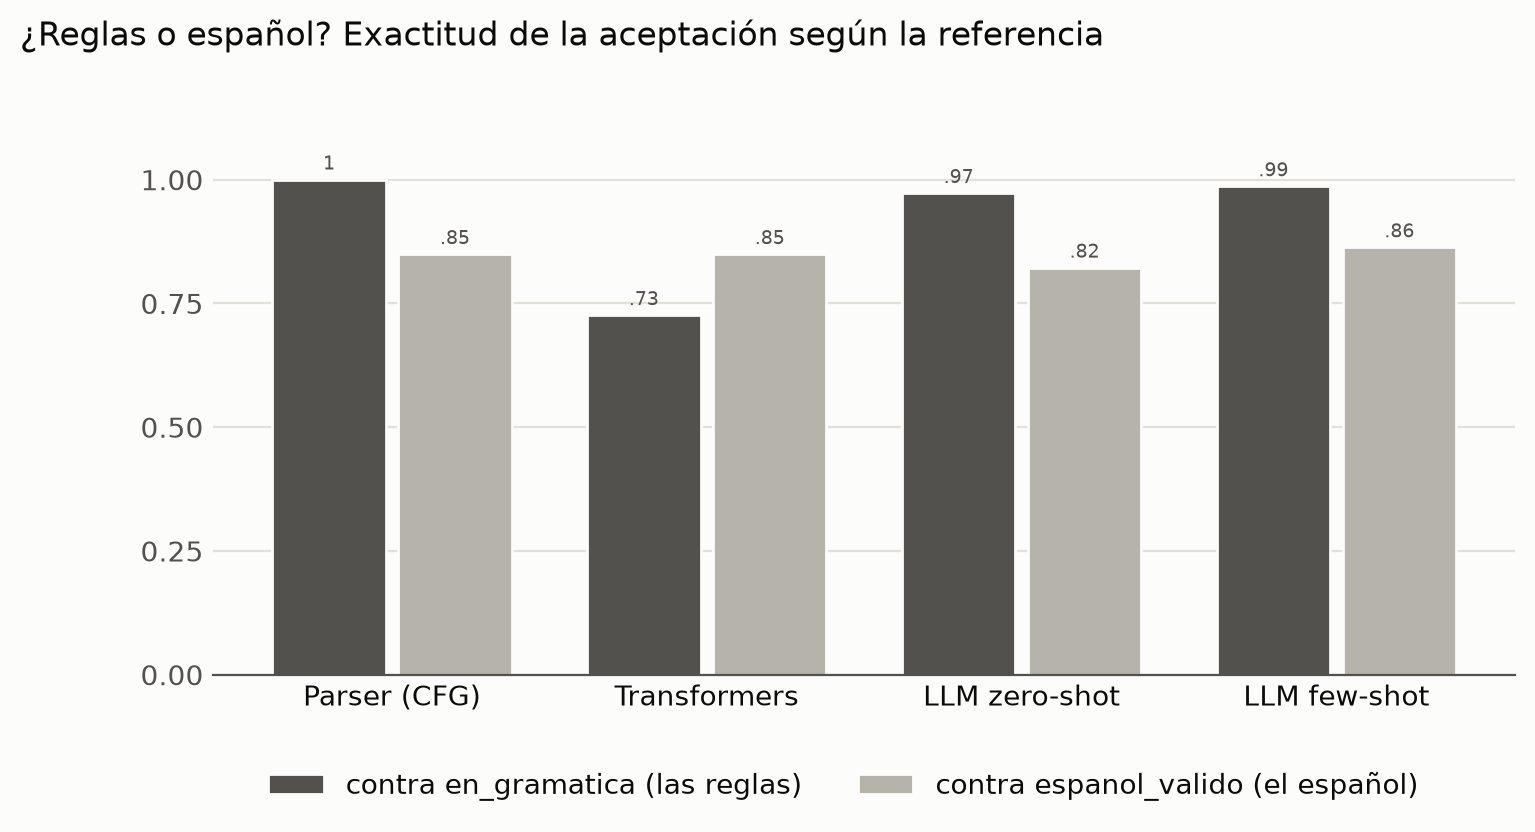 ¿Reglas o español? Exactitud de la aceptación según la referencia
1.00
0.75
0.50
0.25
0.00
1
.85
.73
.85
.97
.82
.99
.86
Parser (CFG)
Transformers
LLM zero-shot
LLM few-shot
contra en_gramatica (las reglas)
contra espanol_valido (el español)